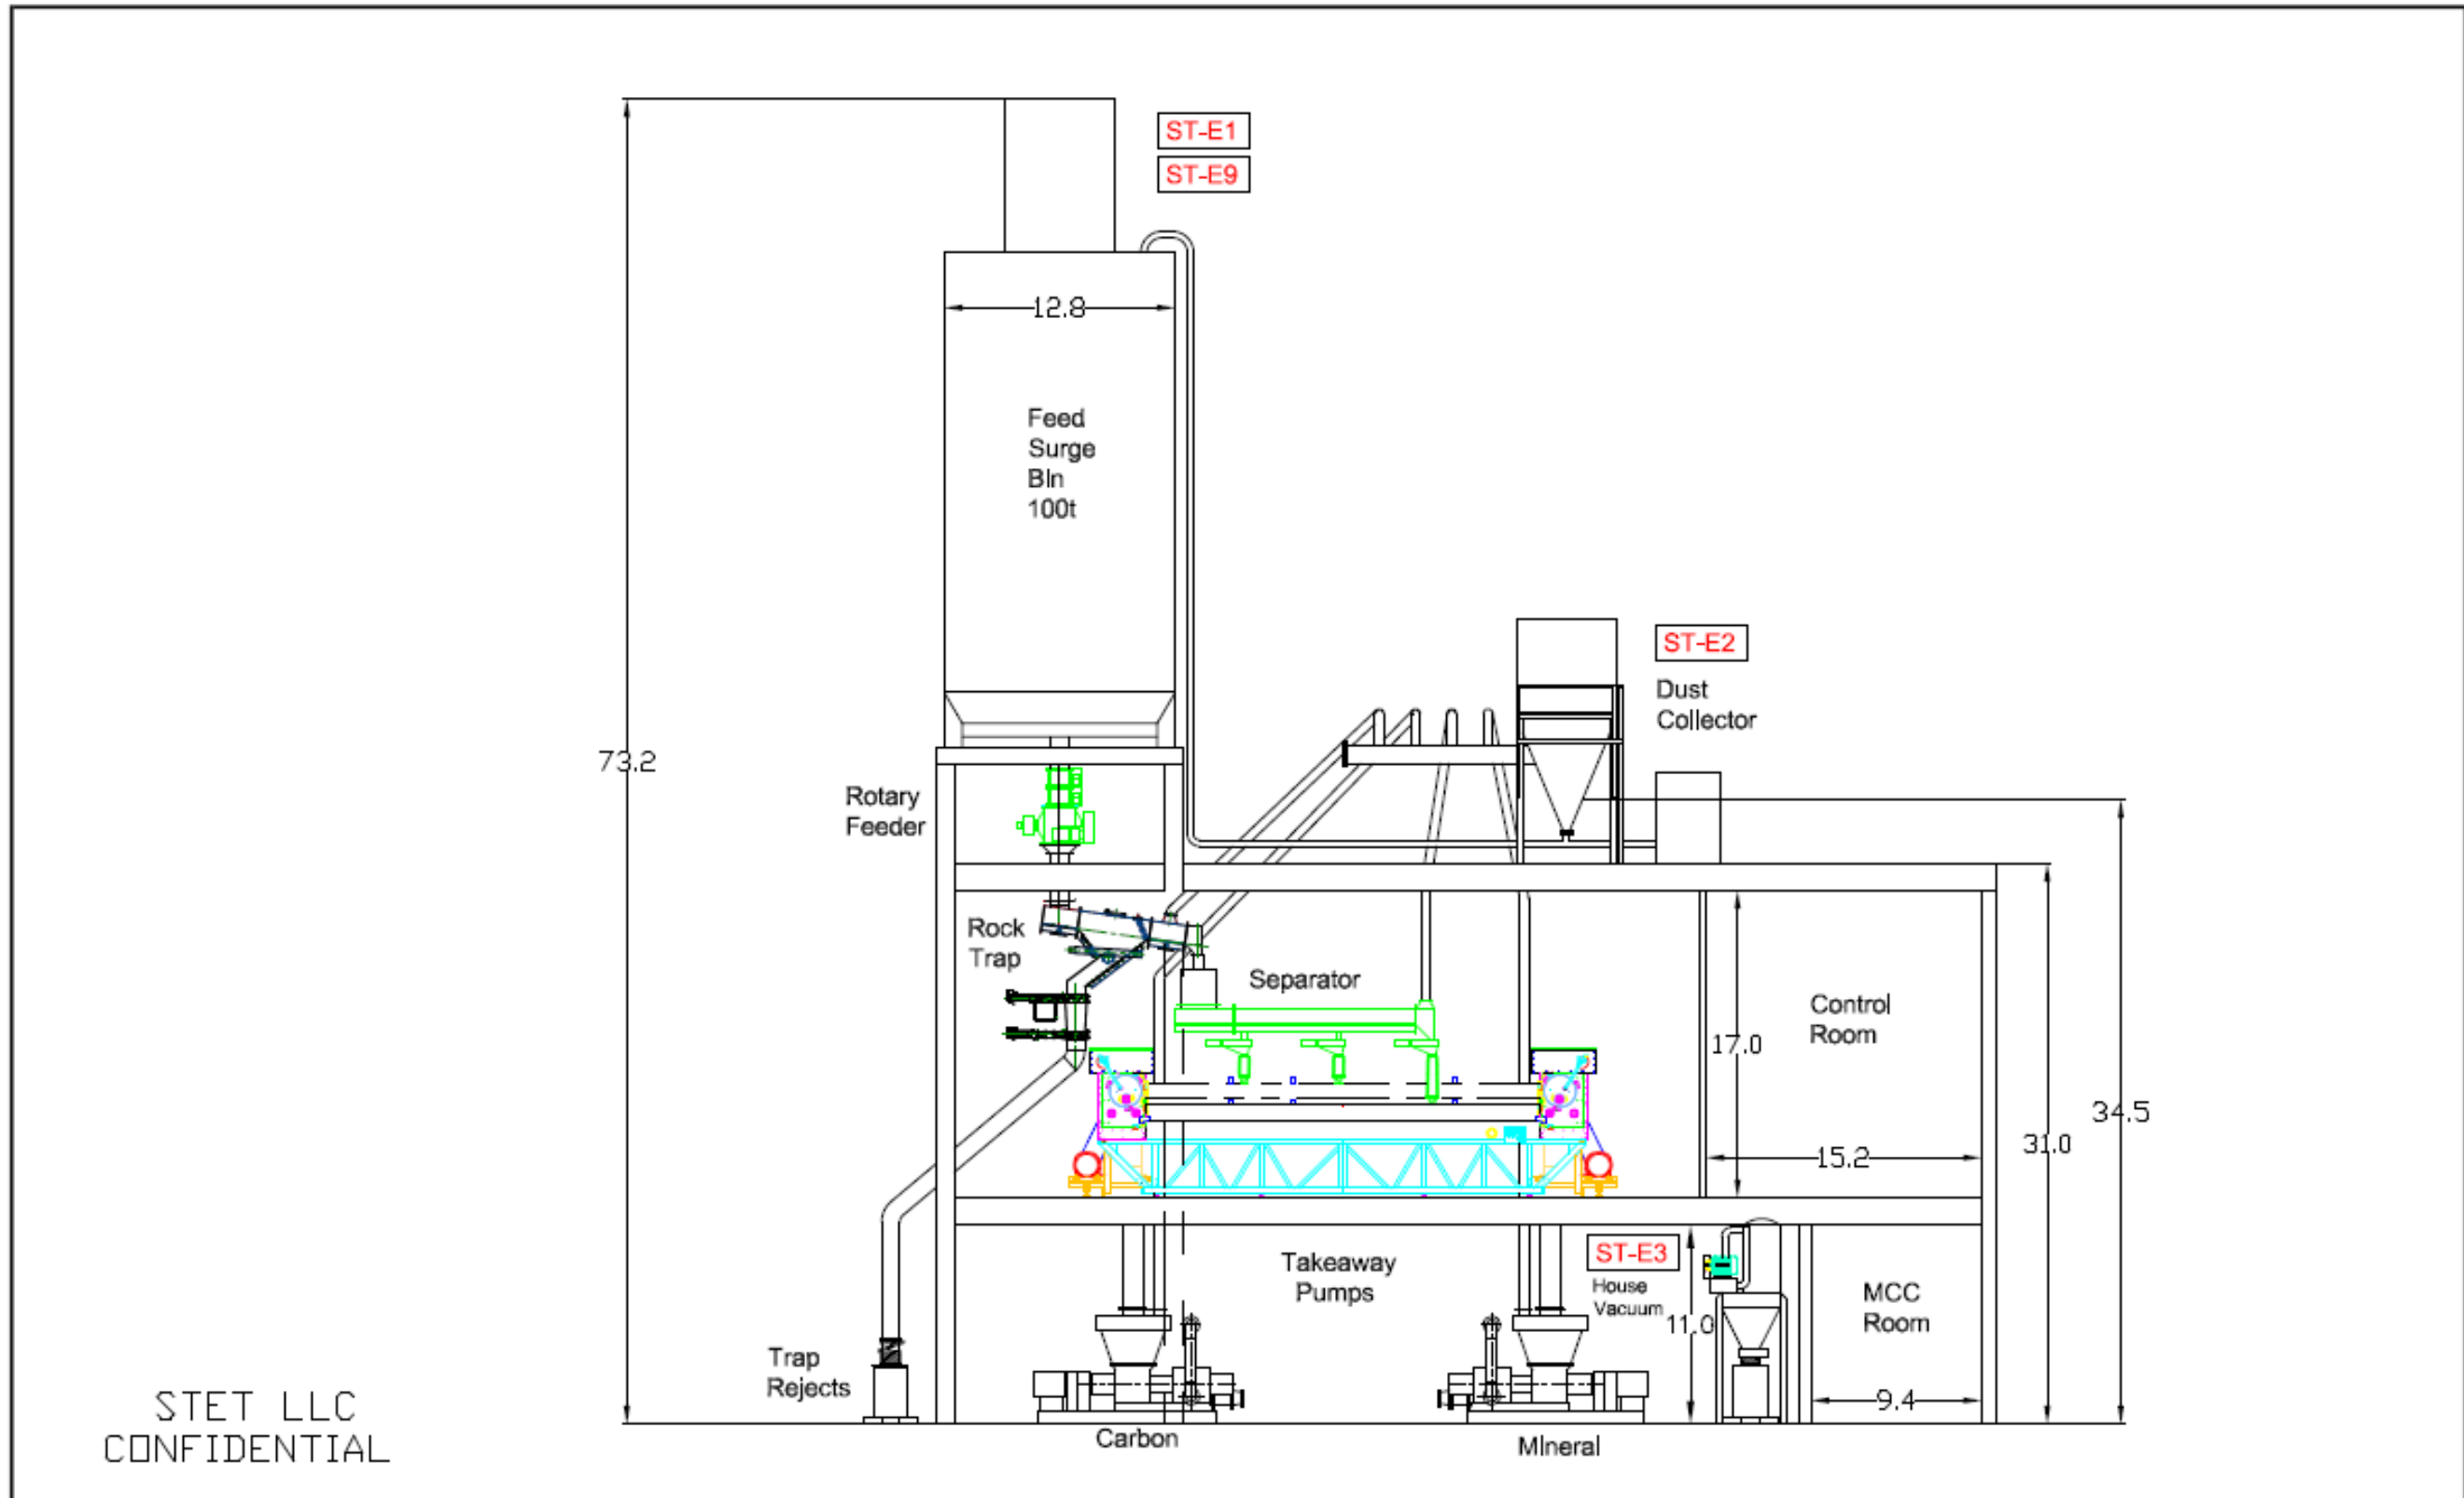 ST-E1
ST-E9
12.8
Feed
Surge
BIn
100t
ST-E2
Dust
Collector
73.2
Rotary
Feeder
Rock
Trap
Separator
Control
Room
17.0
15.2
34.5
31.0
Takeaway
Pumps
ST-E3
House
Vacuum
11.0
MCC
Room
9.4
Trap
Rejects
Carbon
MIneral
STET LLC
CONFIDENTIAL